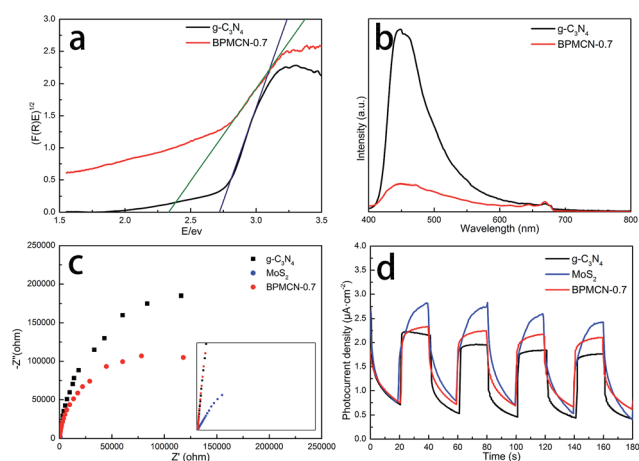 a
g-C₃N₄
BPMCN-0.7
(F(R)E)^1/2
3.0
2.5
2.0
1.5
1.0
0.5
0.0
1.5 2.0 2.5 3.0 3.5
E/ev
b
g-C₃N₄
BPMCN-0.7
Intensity (a.u.)
400 500 600 700 800
Wavelength (nm)
c
g-C₃N₄
MoS₂
BPMCN-0.7
-Z''(ohm)
250000
200000
150000
100000
50000
0
0 50000 100000 150000 200000 250000
Z' (ohm)
d
g-C₃N₄
MoS₂
BPMCN-0.7
Photocurrent density (μA·cm⁻²)
4.0
3.5
3.0
2.5
2.0
1.5
1.0
0.5
0.0
0 20 40 60 80 100 120 140 160 180
Time (s)